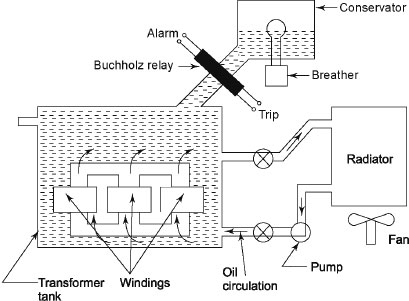 Conservator
Alarm
Buchholz relay
Breather
Trip
Radiator
Fan
Transformer
tank
Windings
Oil
circulation
Pump